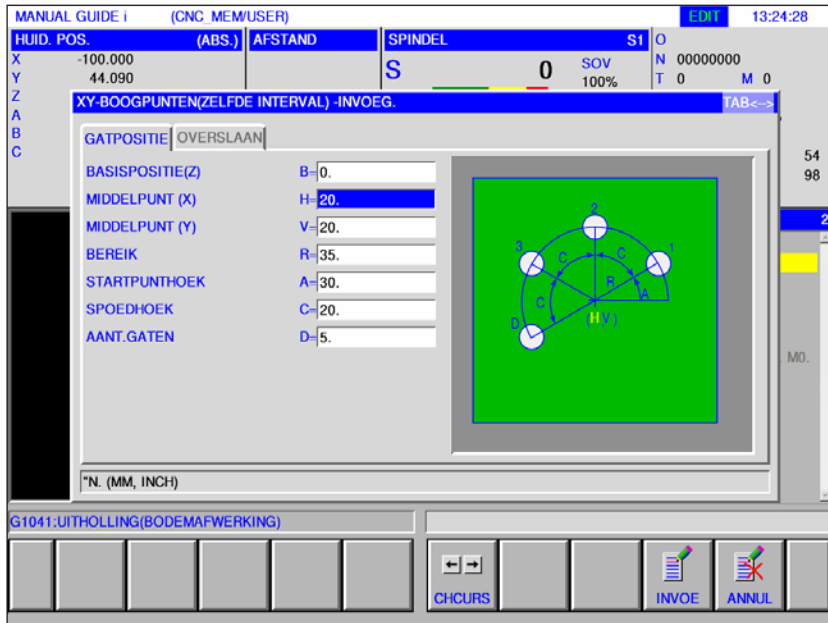 MANUAL GUIDE i (CNC_MEM/USER) EDIT 13:24:28
HUID. POS. (ABS.) AFSTAND SPINDEL S1 O
X -100.000 S 0 SOV N 00000000
Y 44.090 100% T 0 M 0
Z
XY-BOOGPUNTEN(ZELFDE INTERVAL) -INVOEG. TAB<-->
A
B
GATPOSITIE OVERSLAAN
C
54
98
BASISPOSITIE(Z) B=0.
MIDDELPUNT (X) H=20.
MIDDELPUNT (Y) V=20.
BEREIK R=35.
STARTPUNTHOEK A=30.
SPOEDHOEK C=20.
AANT.GATEN D=5.
2
2
3 C C 1
R
C A
D (H,V)
M0.
*N. (MM, INCH)
G1041:UITHOLLING(BODEMAFWERKING)
CHCURS INVOE ANNUL